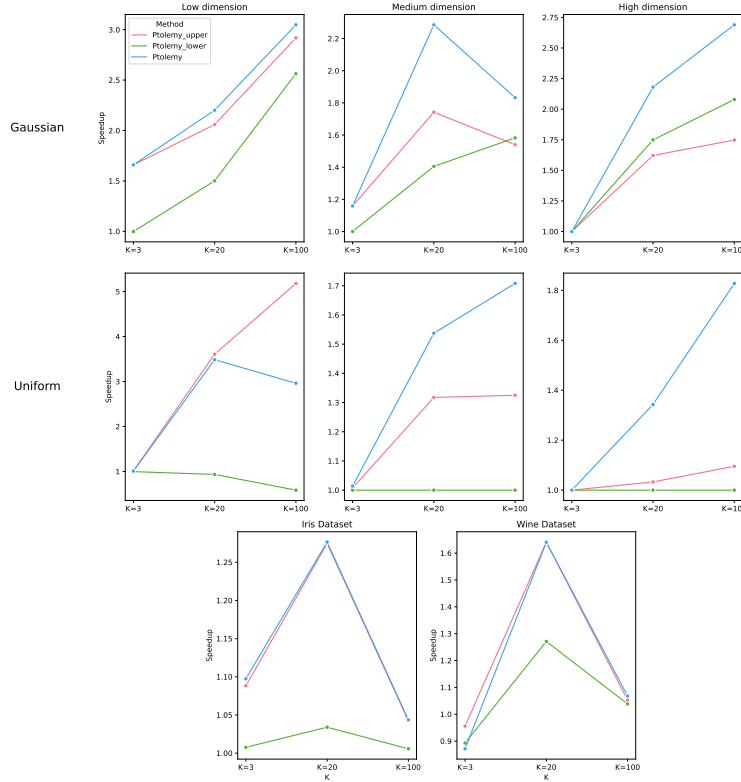 Low dimension
Medium dimension
High dimension
Gaussian
Speedup
3.0
2.5
2.0
1.5
1.0
Method
Ptolemy_upper
Ptolemy_lower
Ptolemy
K=3
K=20
K=100
2.2
2.0
1.8
1.6
1.4
1.2
1.0
K=3
K=20
K=100
2.75
2.50
2.25
2.00
1.75
1.50
1.25
1.00
K=3
K=20
K=10
Uniform
Speedup
5
4
3
2
1
K=3
K=20
K=100
1.7
1.6
1.5
1.4
1.3
1.2
1.1
1.0
K=3
K=20
K=100
1.8
1.6
1.4
1.2
1.0
K=3
K=20
K=10
Iris Dataset
Speedup
1.25
1.20
1.15
1.10
1.05
1.00
K=3
K=20
K=100
K
Wine Dataset
Speedup
1.6
1.5
1.4
1.3
1.2
1.1
1.0
0.9
K=3
K=20
K=100
K